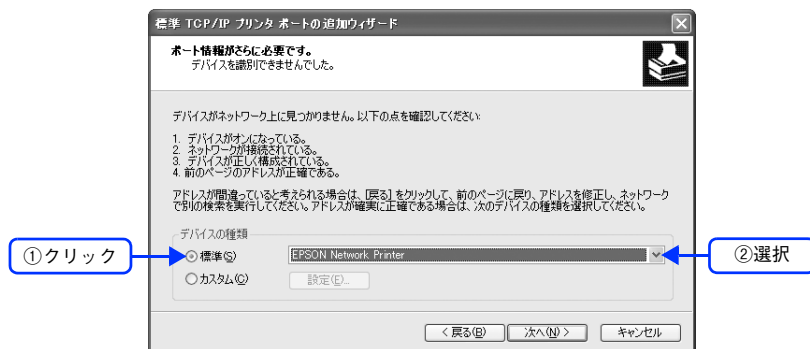 標準 TCP/IP プリンタ ポートの追加ウィザード
ポート情報がさらに必要です。
デバイスを識別できませんでした。
デバイスがネットワーク上に見つかりません。以下の点を確認してください:
1. デバイスがオンになっている。
2. ネットワークが接続されている。
3. デバイスが正しく構成されている。
4. 前のページのアドレスが正確である。
アドレスが間違っていると考えられる場合は、[戻る] をクリックして、前のページに戻り、アドレスを修正し、ネットワーク
で別の検索を実行してください。アドレスが確実に正確である場合は、次のデバイスの種類を選択してください。
デバイスの種類
①クリック
標準(S)
EPSON Network Printer
②選択
カスタム(C)
設定(E)...
< 戻る(B)
次へ(N) >
キャンセル